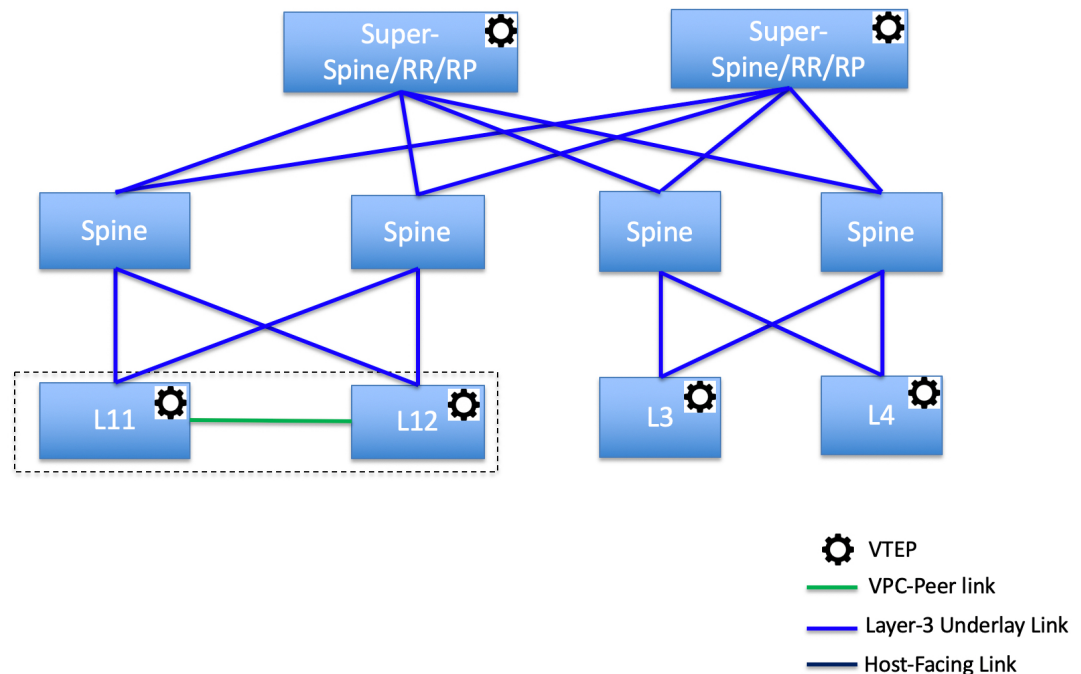 Super-
Spine/RR/RP
Super-
Spine/RR/RP
Spine
Spine
Spine
Spine
L11
L12
L3
L4
VTEP
VPC-Peer link
Layer-3 Underlay Link
Host-Facing Link